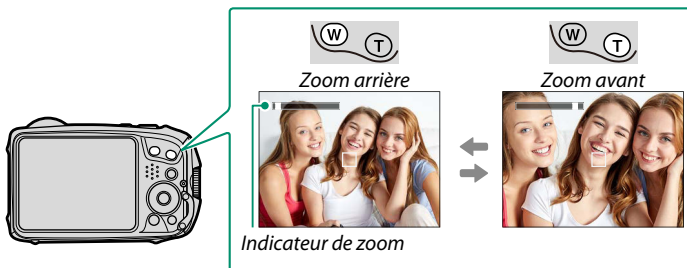 W T
W T
Zoom arrière
Zoom avant
Indicateur de zoom